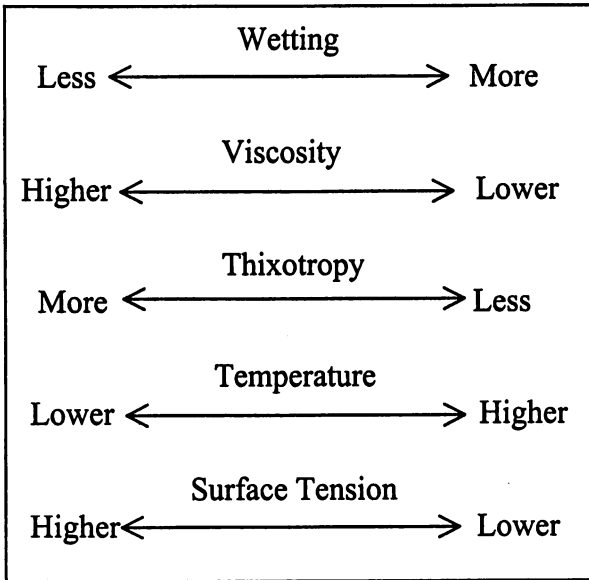 Wetting
Less More
Viscosity
Higher Lower
Thixotropy
More Less
Temperature
Lower Higher
Surface Tension
Higher Lower